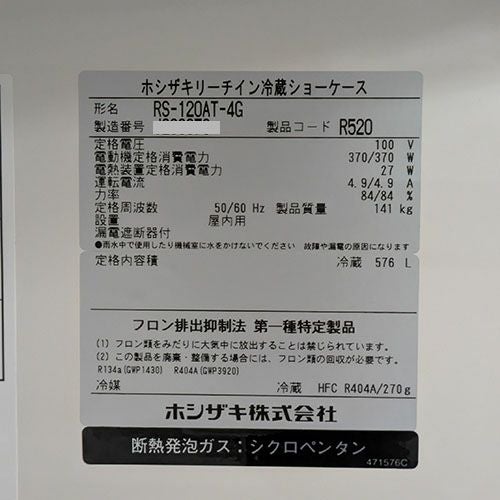 ホシザキリーチイン冷蔵ショーケース
形名 RS-120AT-4G
製造番号 製品コード R520
定格電圧 100 V
電動機定格消費電力 370/370 W
電熱装置定格消費電力 27 W
運転電流 4.9/4.9 A
力率 84/84 %
定格周波数 50/60 Hz 製品質量 141 kg
設置 屋内用
漏電遮断器付
●雨水中で使用したり機械室に水をかけないでください 故障や漏電の原因になります
定格内容積 冷蔵 576 L
フロン排出抑制法 第一種特定製品
(1) フロン類をみだりに大気中に放出することは禁じられています。
(2) この製品を廃棄・整備する場合には、フロン類の回収が必要です。
R134a(GWP1430) R404A(GWP3920)
冷媒 冷蔵 HFC R404A/270g
ホシザキ株式会社
断熱発泡ガス：シクロペンタン
471576C